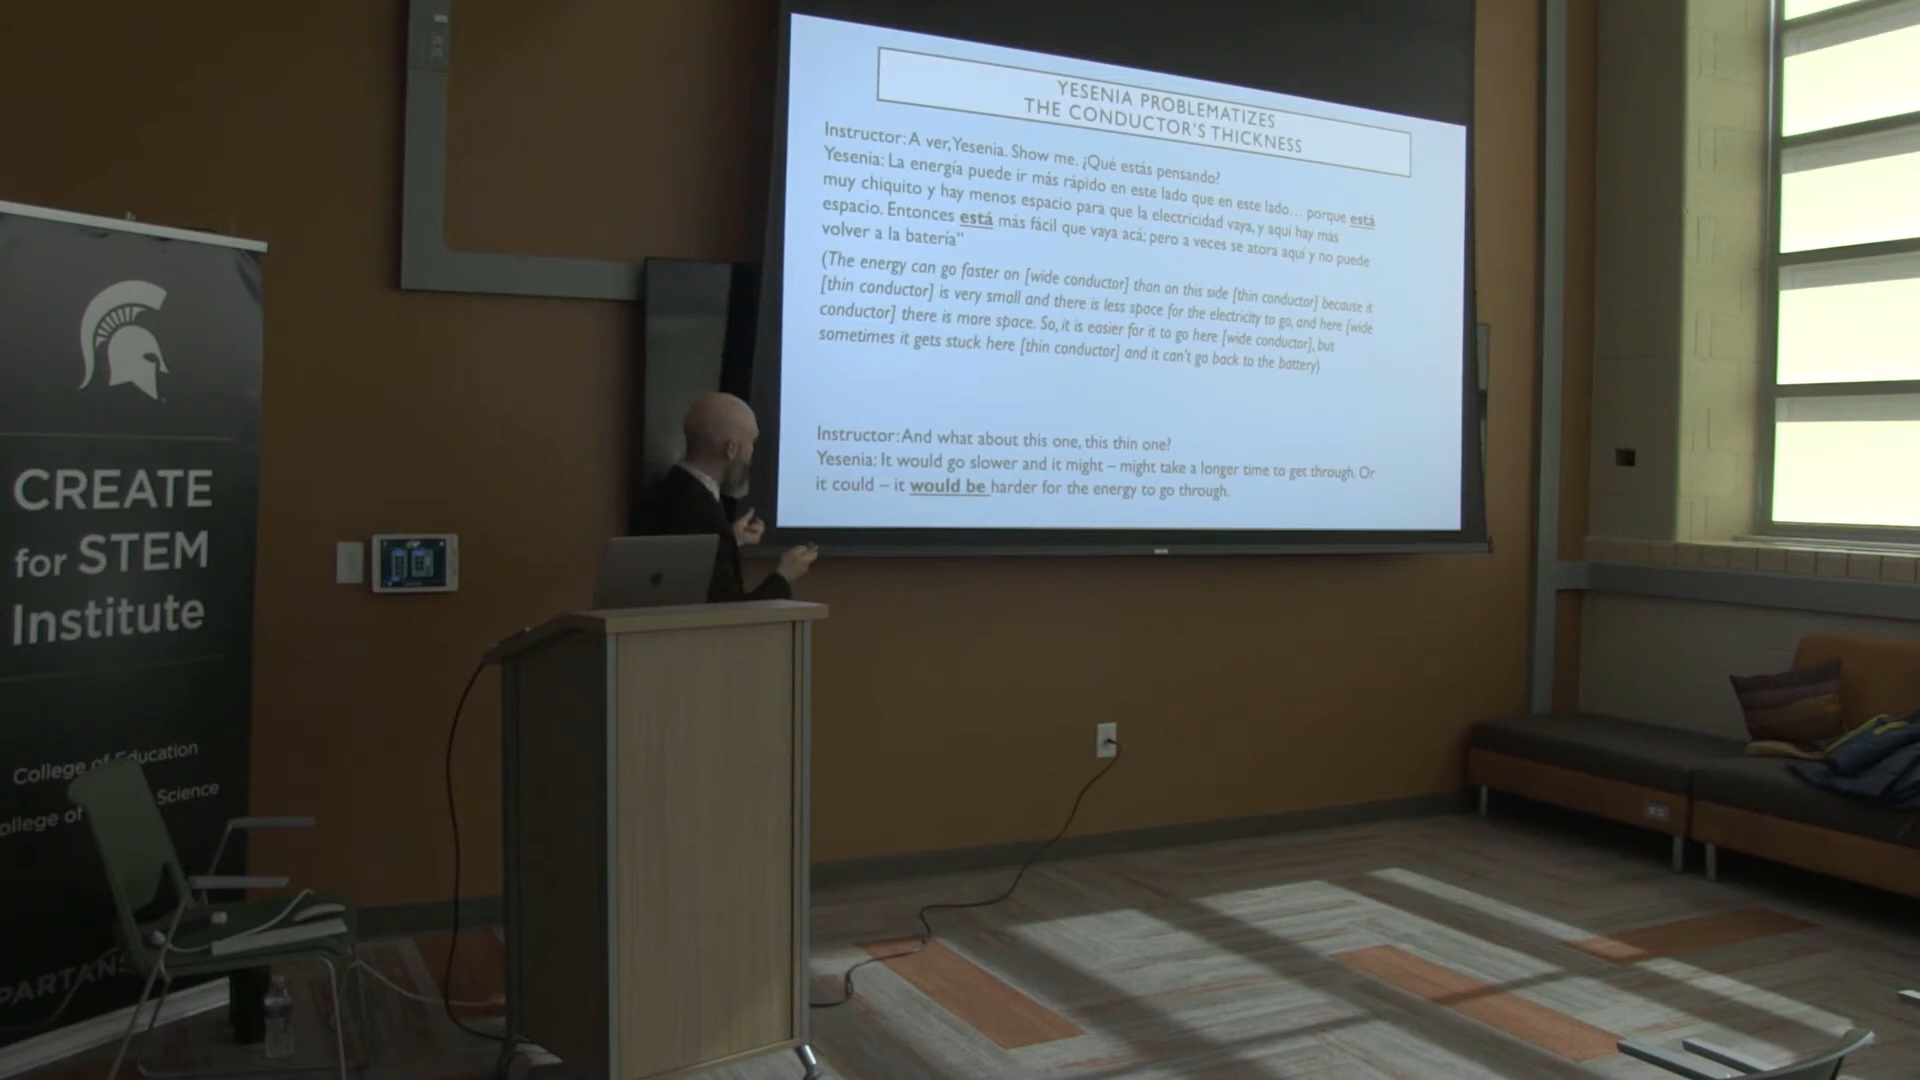 YESENIA PROBLEMATIZES
THE CONDUCTOR'S THICKNESS
Instructor: A ver, Yesenia. Show me. ¿Qué estás pensando?
Yesenia: La energía puede ir más rápido en este lado que en este lado… porque está
muy chiquito y hay menos espacio para que la electricidad vaya, y aquí hay más
espacio. Entonces está más fácil que vaya acá; pero a veces se atora aquí y no puede
volver a la batería"
(The energy can go faster on [wide conductor] than on this side [thin conductor] because it
[thin conductor] is very small and there is less space for the electricity to go, and here [wide
conductor] there is more space. So, it is easier for it to go here [wide conductor], but
sometimes it gets stuck here [thin conductor] and it can't go back to the battery)
Instructor: And what about this one, this thin one?
Yesenia: It would go slower and it might – might take a longer time to get through. Or
it could – it would be harder for the energy to go through.
CREATE
for STEM
Institute
College of Education
College of Science
PARTANS